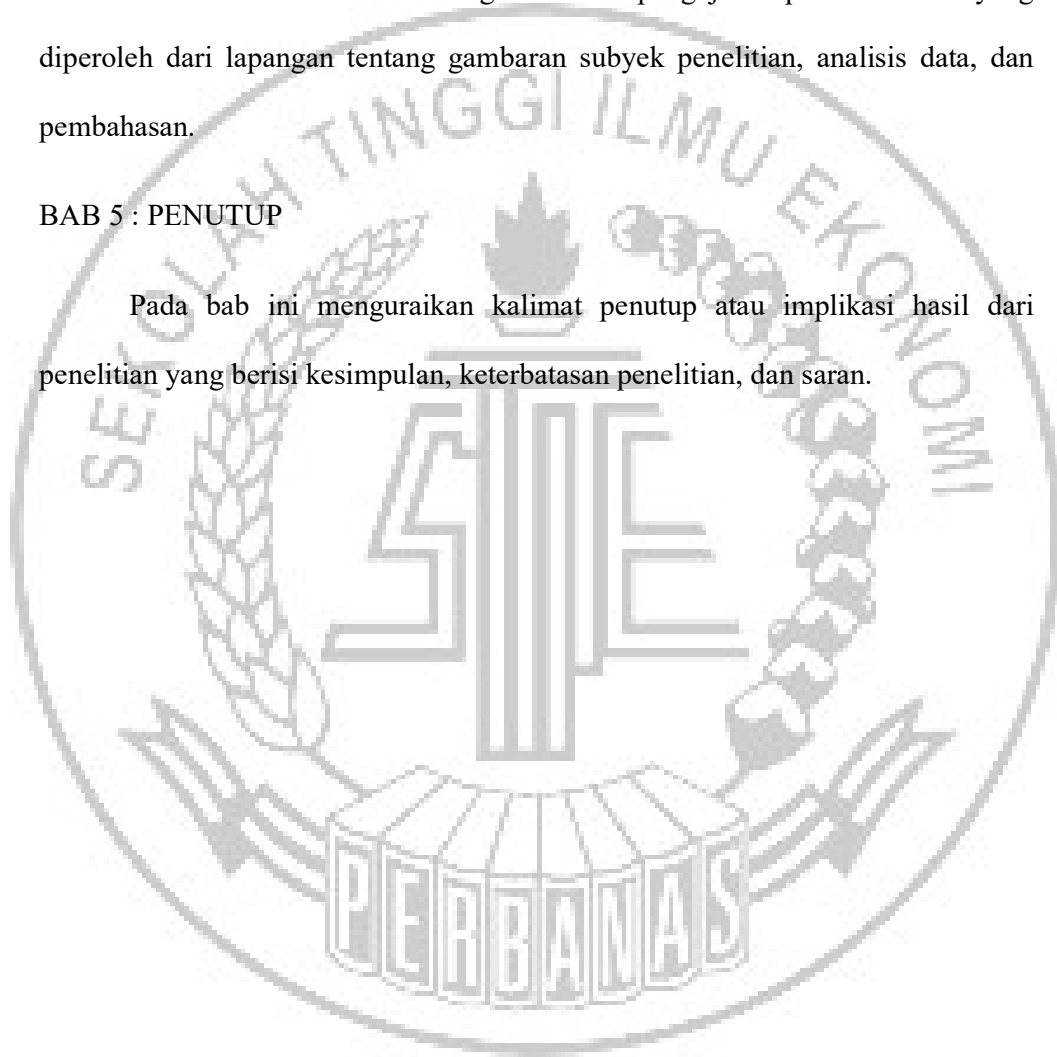 diperoleh dari lapangan tentang gambaran subyek penelitian, analisis data, dan
pembahasan.
BAB 5 : PENUTUP
Pada bab ini menguraikan kalimat penutup atau implikasi hasil dari
penelitian yang berisi kesimpulan, keterbatasan penelitian, dan saran.
SEKOLAH TINGGI ILMU EKONOMI
PERBANAS